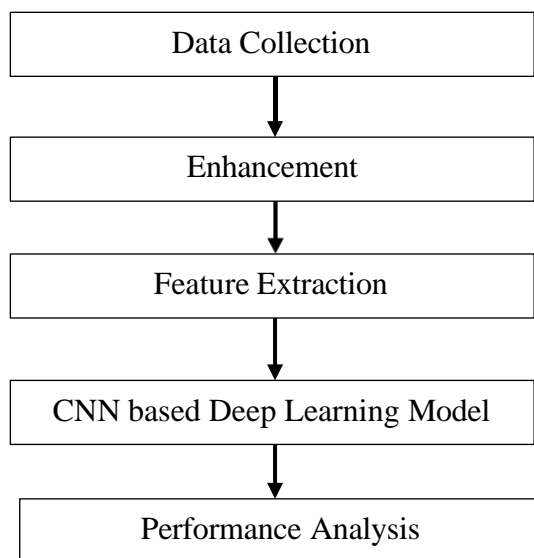 Data Collection
Enhancement
Feature Extraction
CNN based Deep Learning Model
Performance Analysis